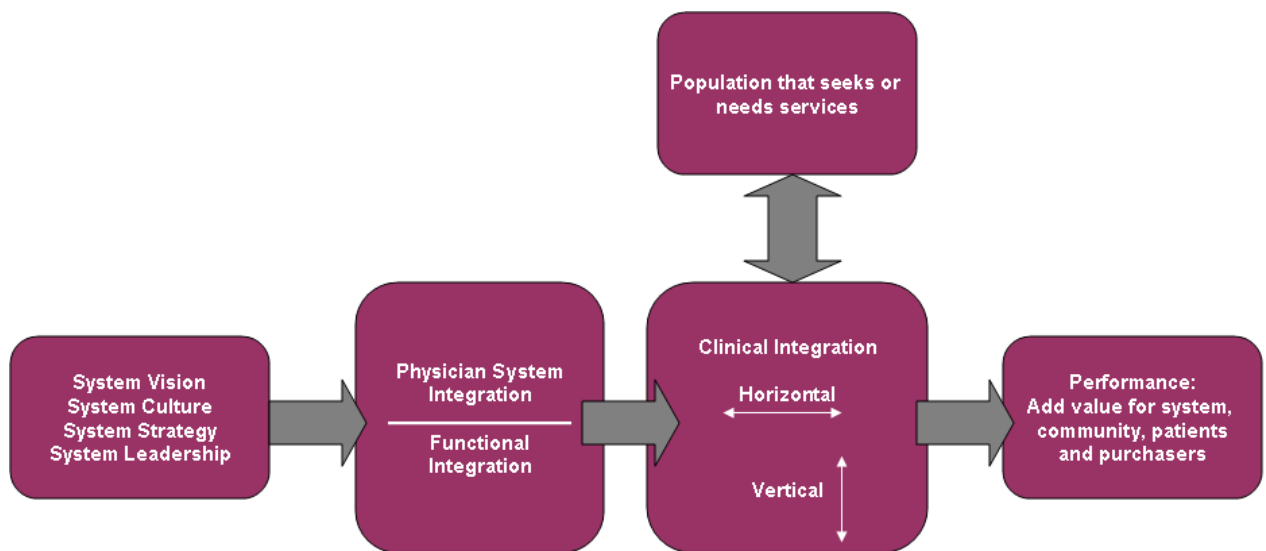 Population that seeks or
needs services
System Vision
System Culture
System Strategy
System Leadership
Physician System
Integration
Functional
Integration
Clinical Integration
Horizontal
Vertical
Performance:
Add value for system,
community, patients
and purchasers